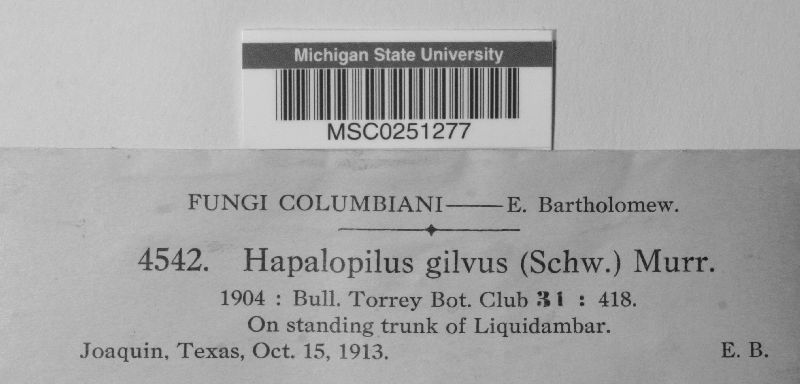 Michigan State University
MSC0251277
FUNGI COLUMBIANI——E. Bartholomew.
4542. Hapalopilus gilvus (Schw.) Murr.
1904 : Bull. Torrey Bot. Club 31 : 418.
On standing trunk of Liquidambar.
Joaquin, Texas, Oct. 15, 1913. E. B.